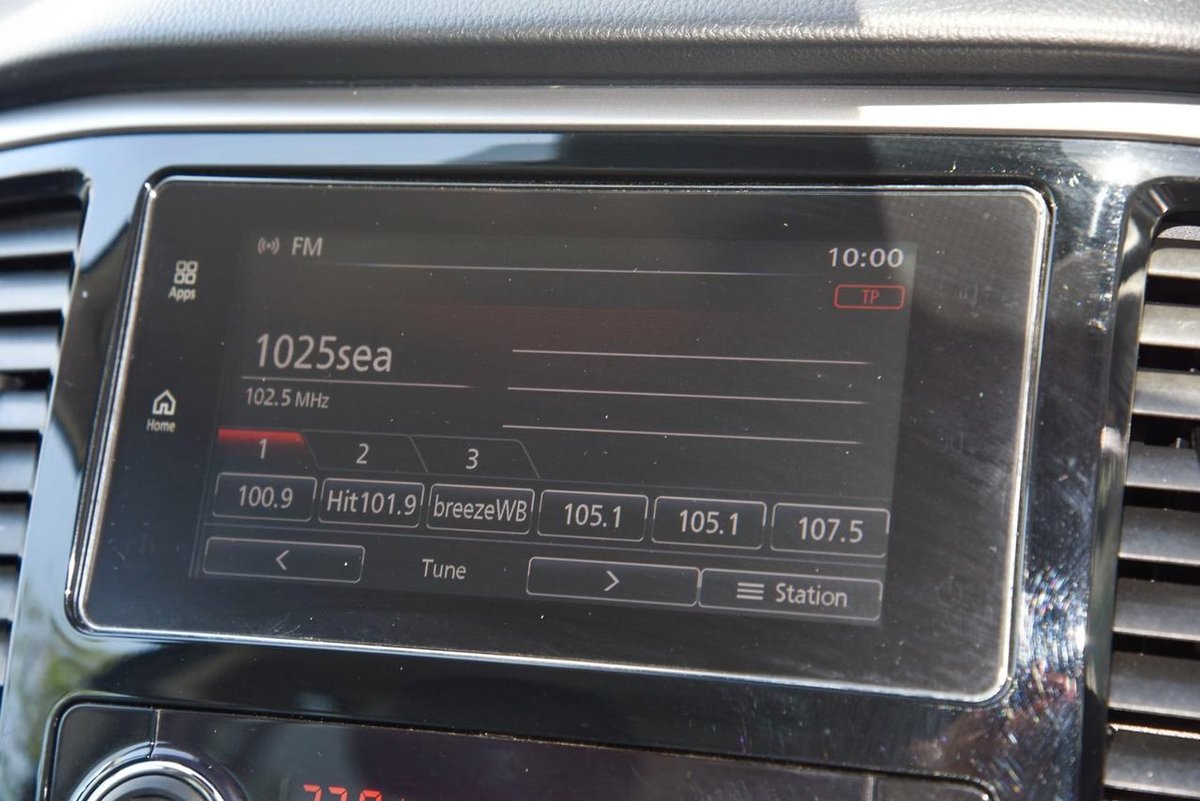 FM
10:00
Apps
TP
1025sea
102.5 MHz
Home
1 2 3
100.9 Hit101.9 breezeWB 105.1 105.1 107.5
< Tune > Station